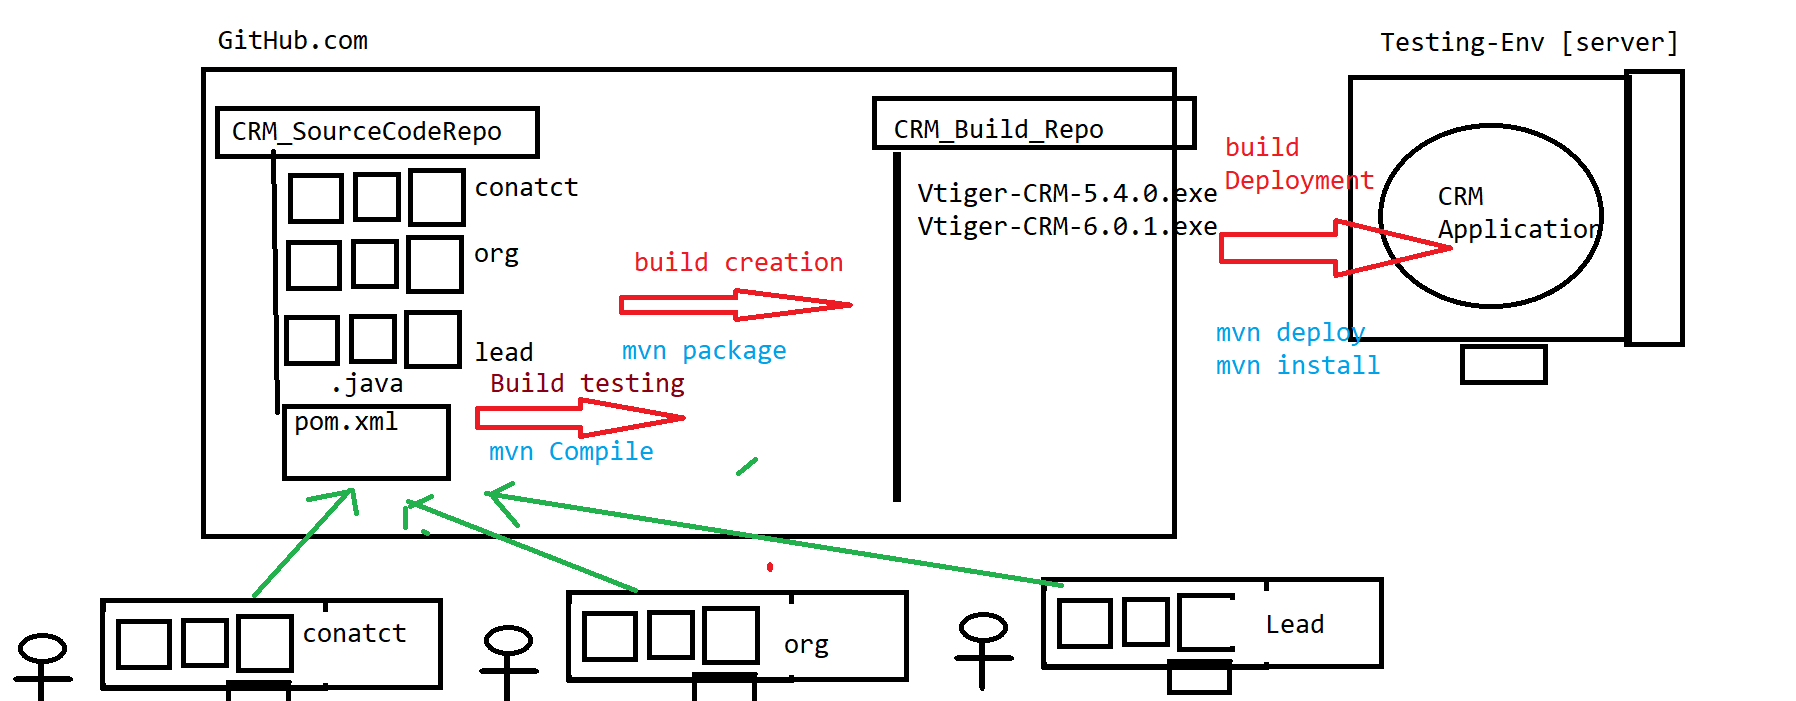 GitHub.com
CRM_SourceCodeRepo
conatct
org
lead
.java
pom.xml
build creation
mvn package
Build testing
mvn Compile
CRM_Build_Repo
Vtiger-CRM-5.4.0.exe
Vtiger-CRM-6.0.1.exe
build
Deployment
mvn deploy
mvn install
Testing-Env [server]
CRM
Application
conatct
org
Lead